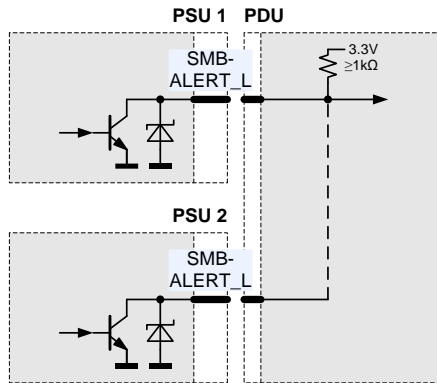 PSU 1 PDU
SMB-
ALERT_L
3.3V
≥1kΩ
PSU 2
SMB-
ALERT_L